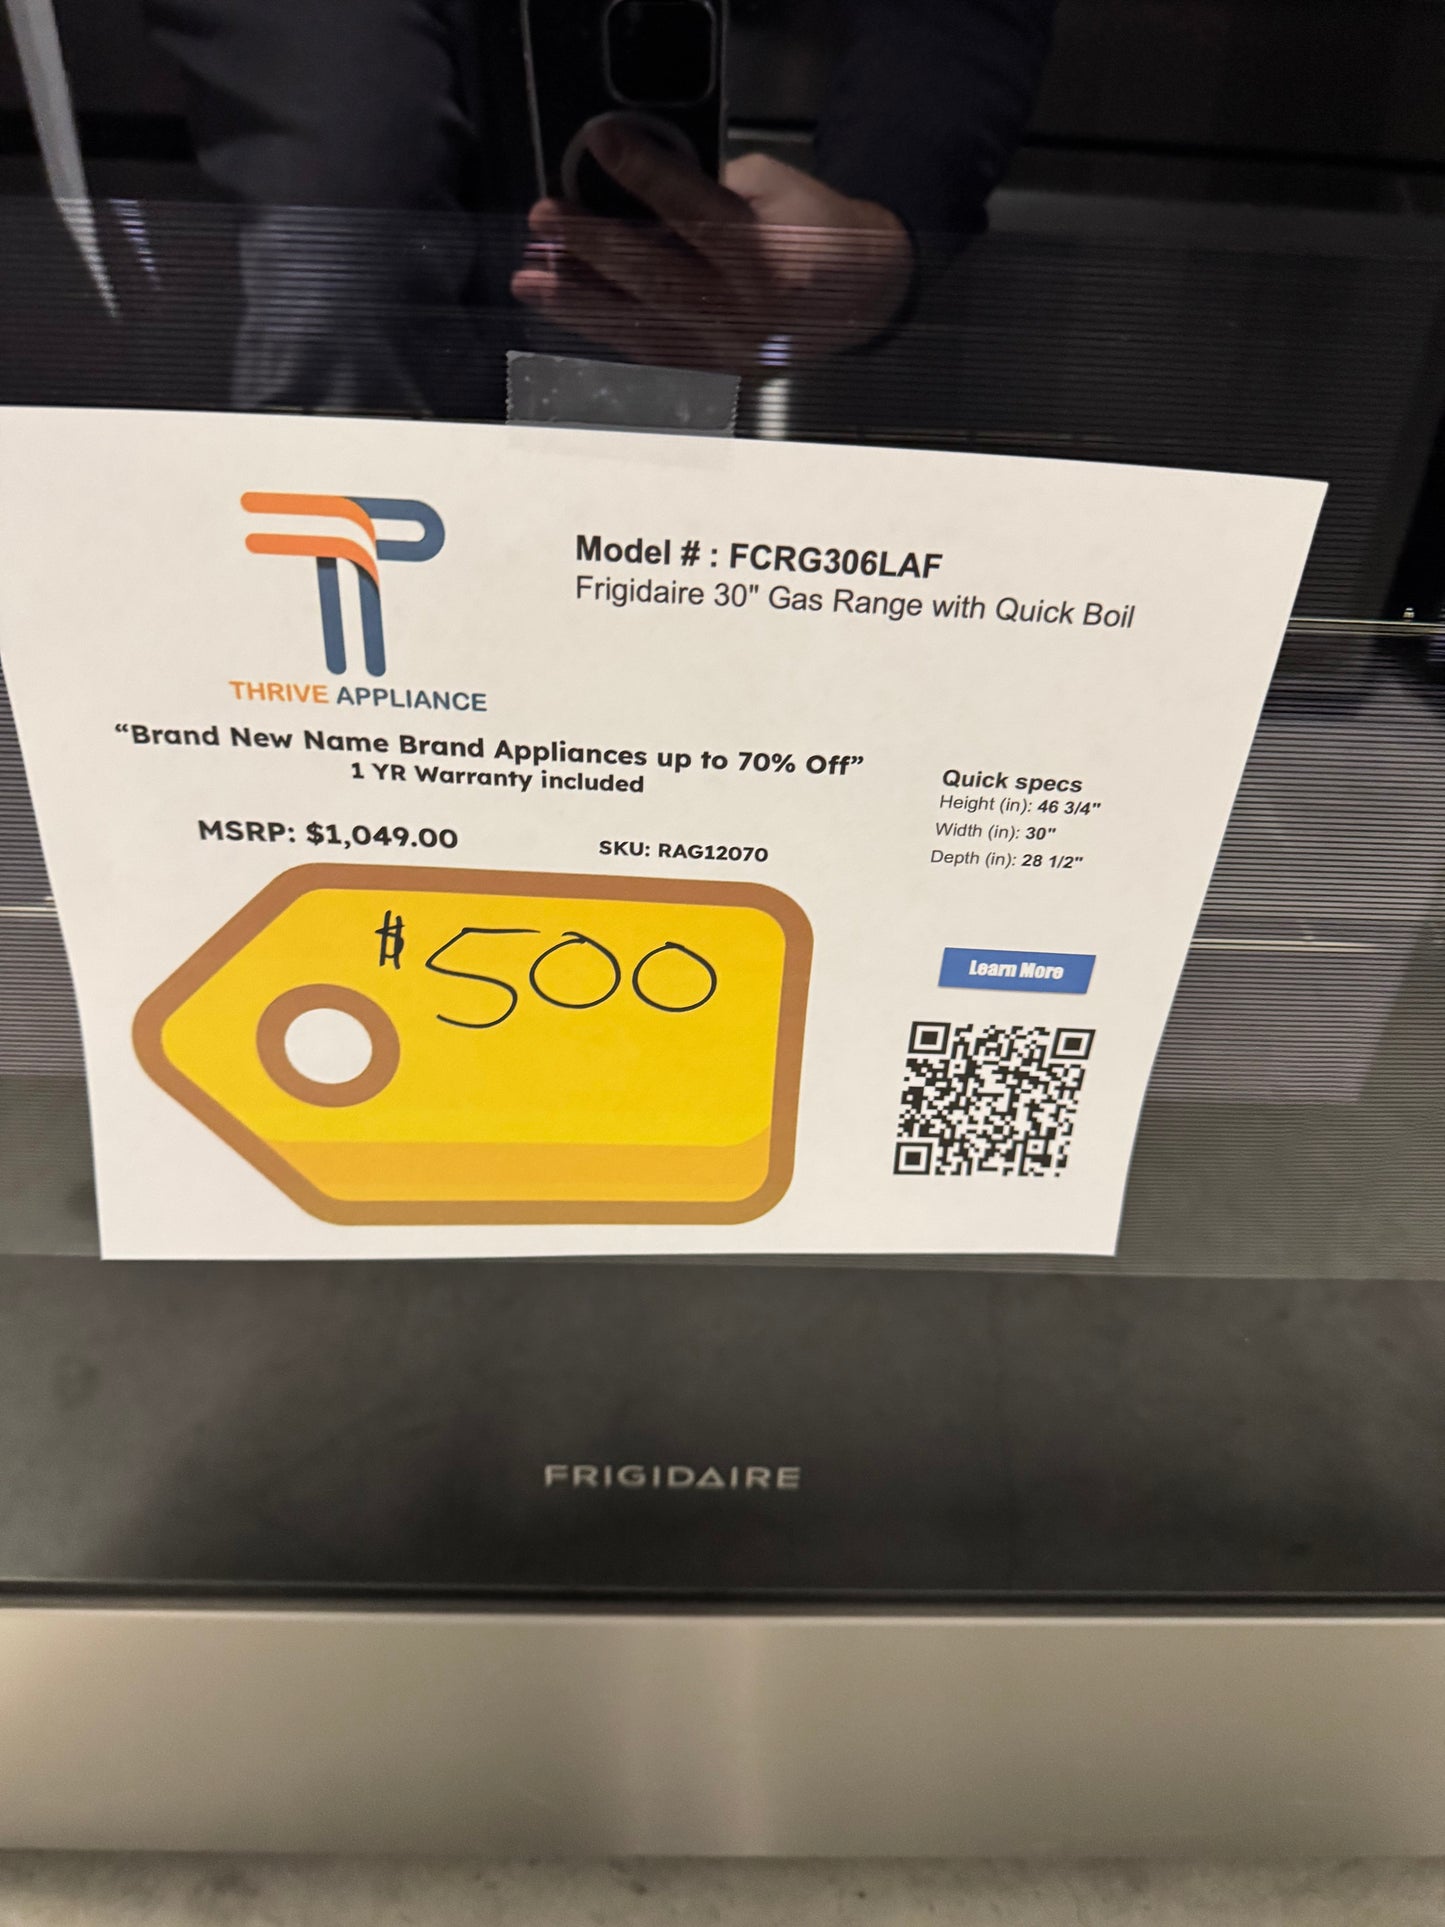 Model # : FCRG306LAF
Frigidaire 30" Gas Range with Quick Boil
THRIVE APPLIANCE
“Brand New Name Brand Appliances up to 70% Off”
1 YR Warranty included
MSRP: $1,049.00
SKU: RAG12070
Quick specs
Height (in): 46 3/4"
Width (in): 30"
Depth (in): 28 1/2"
$500
Learn More
FRIGIDAIRE